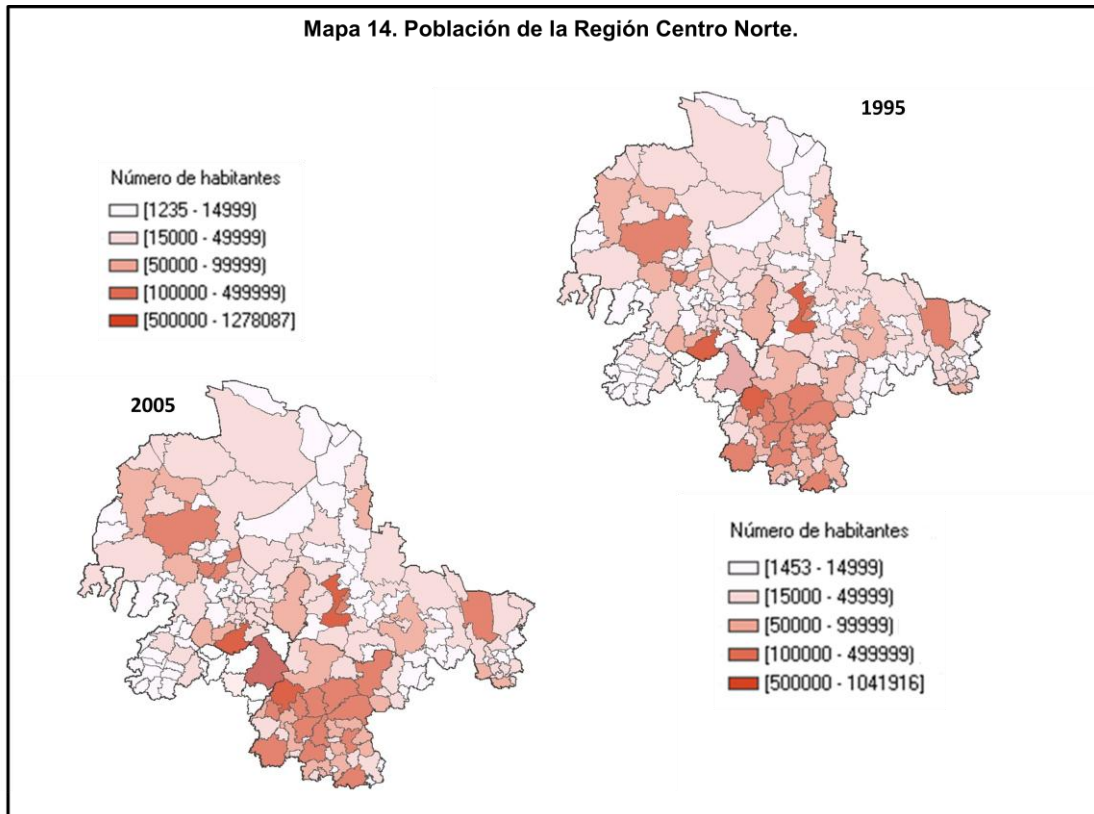 Mapa 14. Población de la Región Centro Norte.
1995
Número de habitantes
[1235 - 14999)
[15000 - 49999)
[50000 - 99999)
[100000 - 499999)
[500000 - 1278087]
2005
Número de habitantes
[1453 - 14999)
[15000 - 49999)
[50000 - 99999)
[100000 - 499999)
[500000 - 1041916]